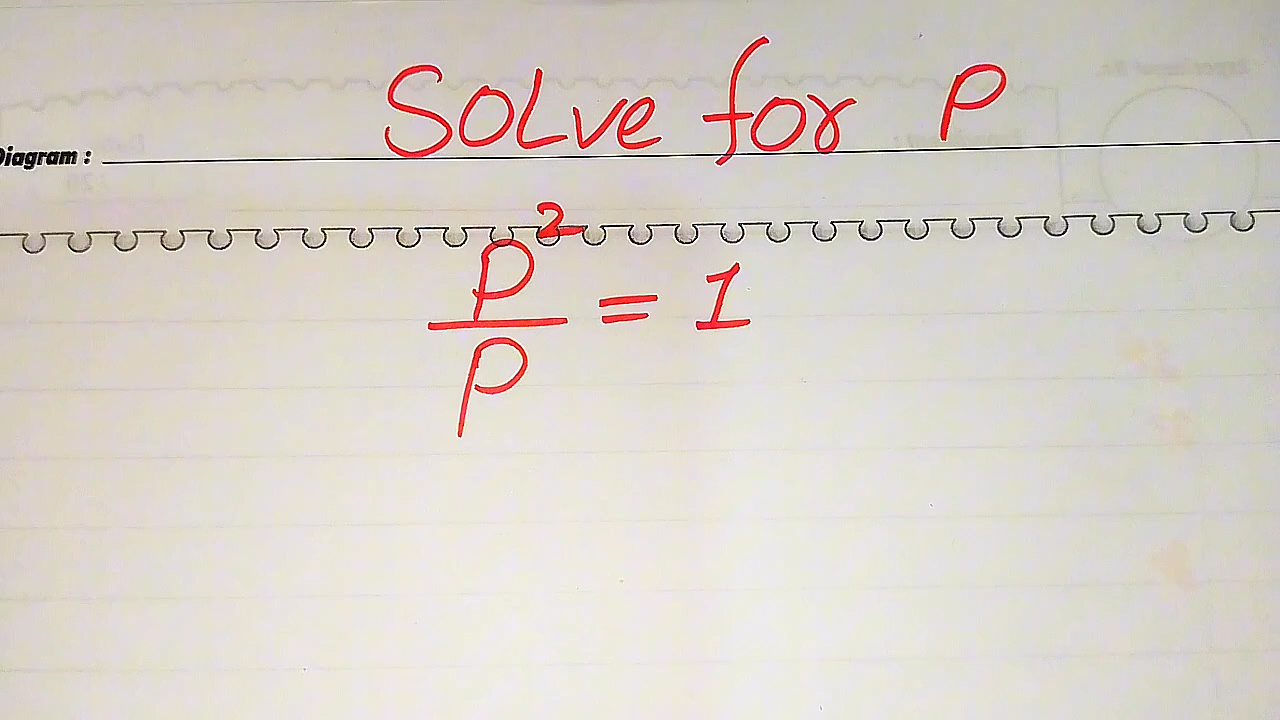 Solve for P
Diagram :
P²
P
= 1